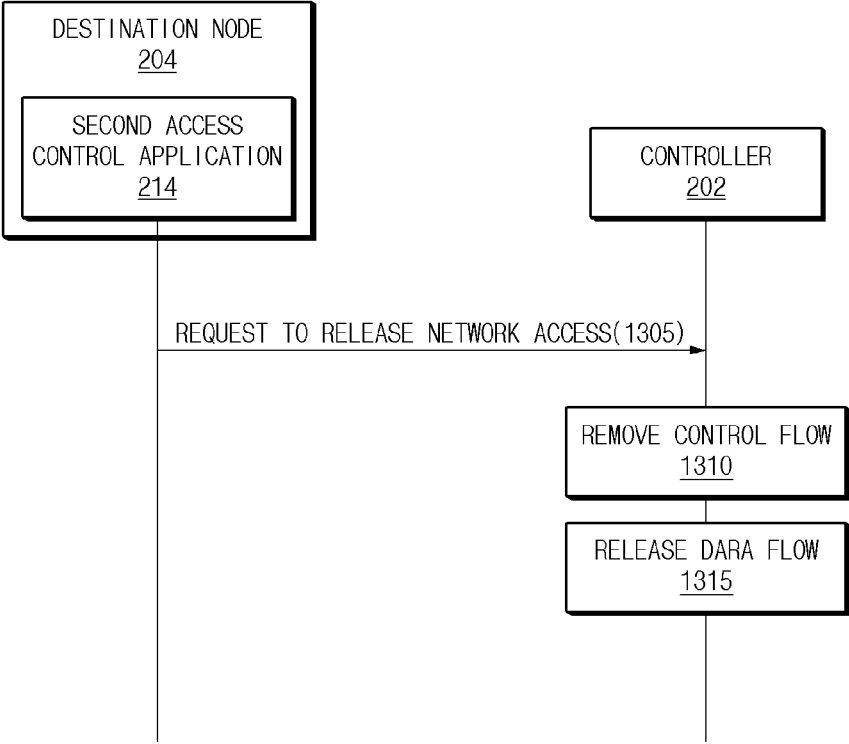 DESTINATION NODE
204
SECOND ACCESS
CONTROL APPLICATION
214
CONTROLLER
202
REQUEST TO RELEASE NETWORK ACCESS(1305)
REMOVE CONTROL FLOW
1310
RELEASE DARA FLOW
1315